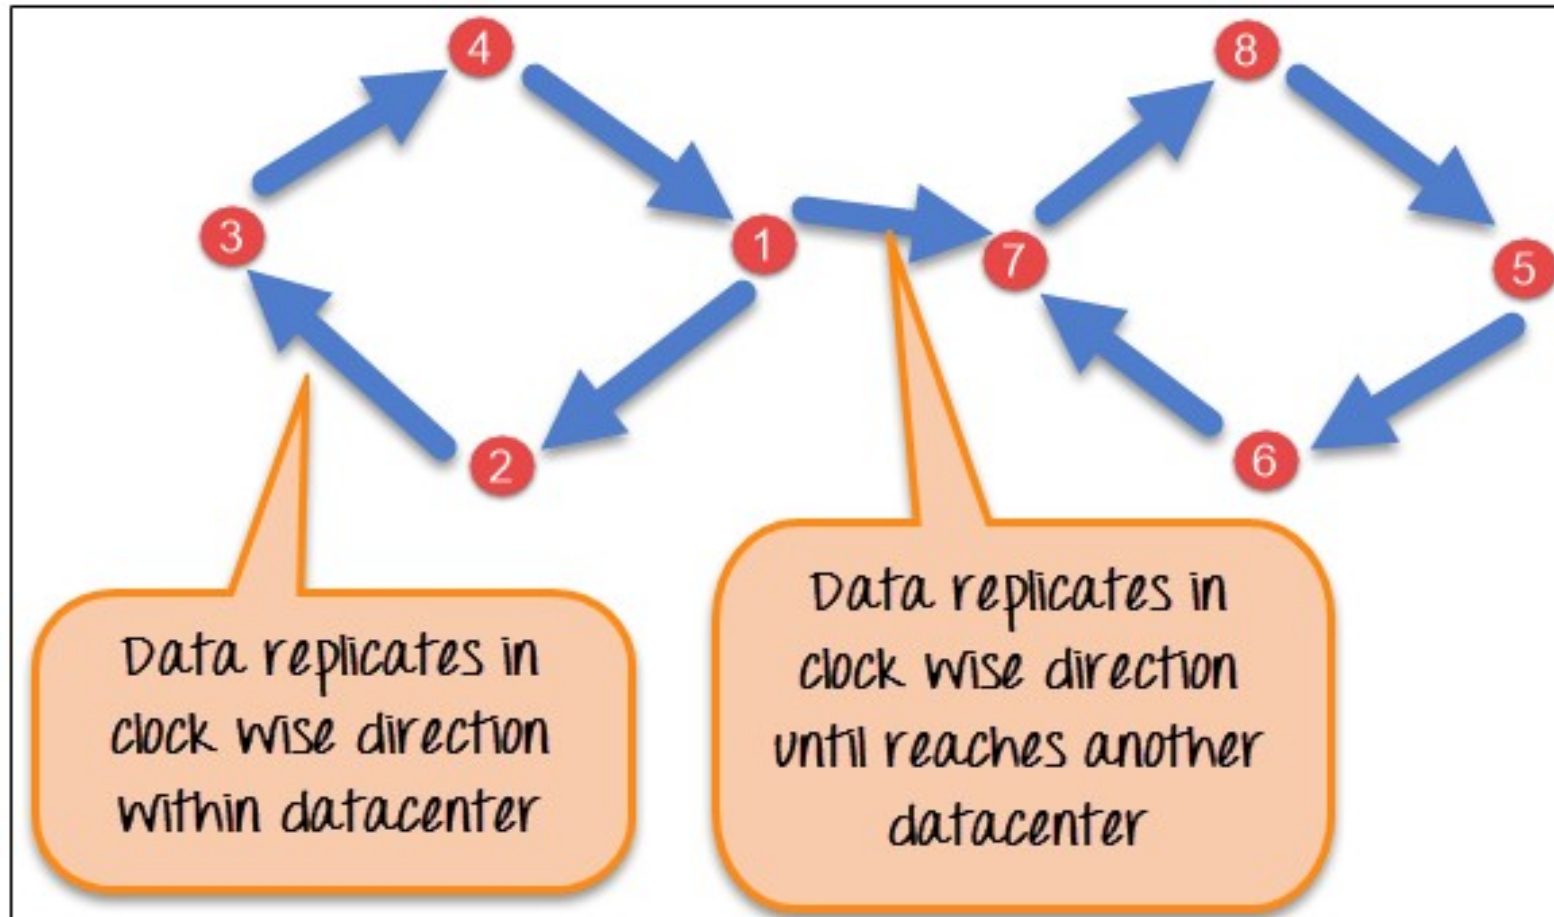 4
8
3
1
7
5
2
6
Data replicates in
clock wise direction
within datacenter
Data replicates in
clock wise direction
until reaches another
datacenter